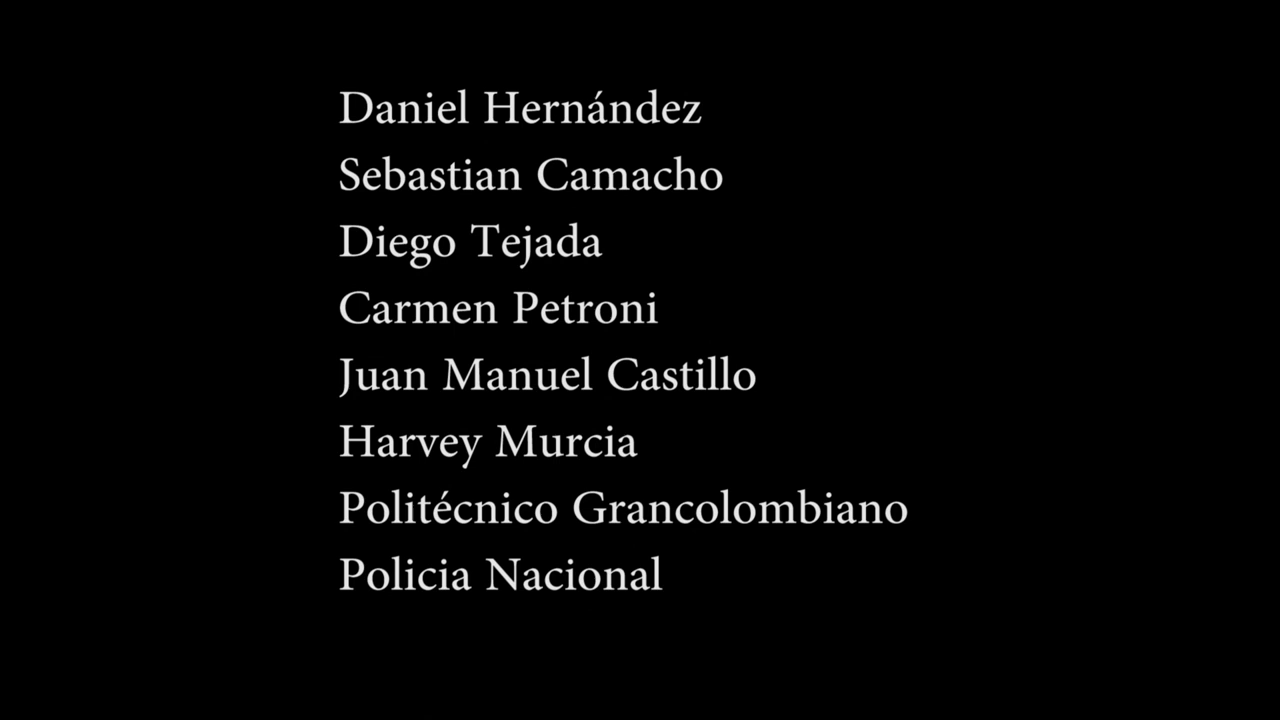 Daniel Hernández
Sebastian Camacho
Diego Tejada
Carmen Petroni
Juan Manuel Castillo
Harvey Murcia
Politécnico Grancolombiano
Policia Nacional